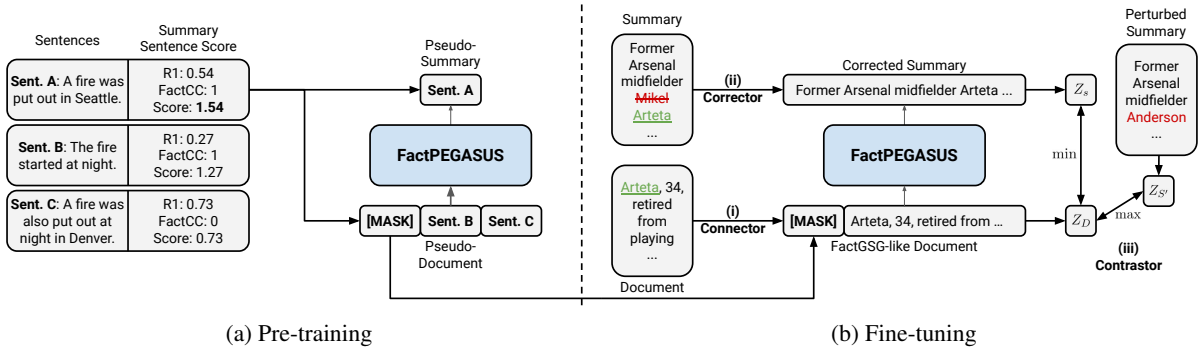 Sentences
Summary
Sentence Score
Sent. A: A fire was
put out in Seattle.
R1: 0.54
FactCC: 1
Score: 1.54
Sent. B: The fire
started at night.
R1: 0.27
FactCC: 1
Score: 1.27
Sent. C: A fire was
also put out at
night in Denver.
R1: 0.73
FactCC: 0
Score: 0.73
Pseudo-
Summary
Sent. A
FactPEGASUS
[MASK] Sent. B Sent. C
Pseudo-
Document
(a) Pre-training
Summary
Former
Arsenal
midfielder
Mikel
Arteta
...
(ii)
Corrector
Corrected Summary
Former Arsenal midfielder Arteta ...
FactPEGASUS
Arteta, 34,
retired
from
playing
...
Document
(i)
Connector
[MASK] Arteta, 34, retired from ...
FactGSG-like Document
Z_s
min
Z_D
max
Z_{S'}
(iii)
Contrastor
Perturbed
Summary
Former
Arsenal
midfielder
Anderson
...
(b) Fine-tuning